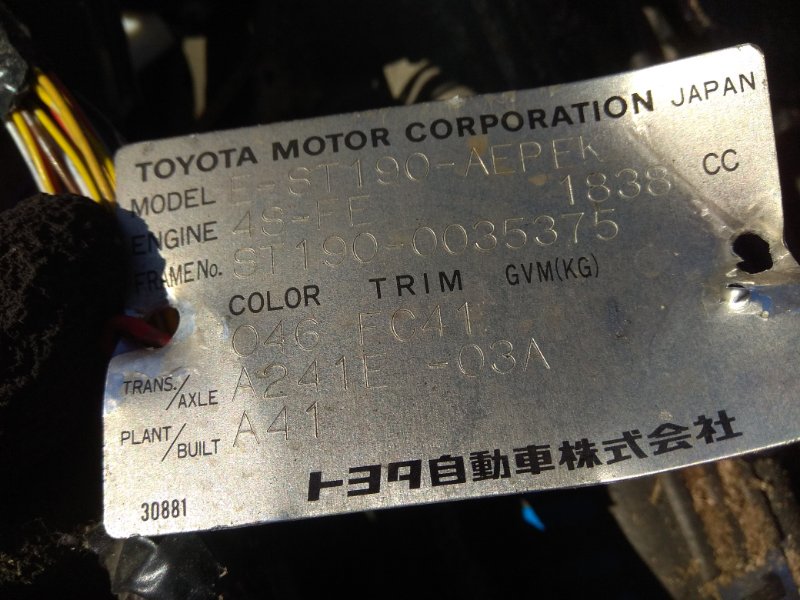 TOYOTA MOTOR CORPORATION JAPAN
MODEL E-ST190-AEPEK
ENGINE 4S-FE 1838 CC
FRAME No. ST190-0035375
COLOR TRIM GVM(KG)
046 FC41
TRANS./AXLE A241E -03A
PLANT/BUILT A41
トヨタ自動車株式会社
30881